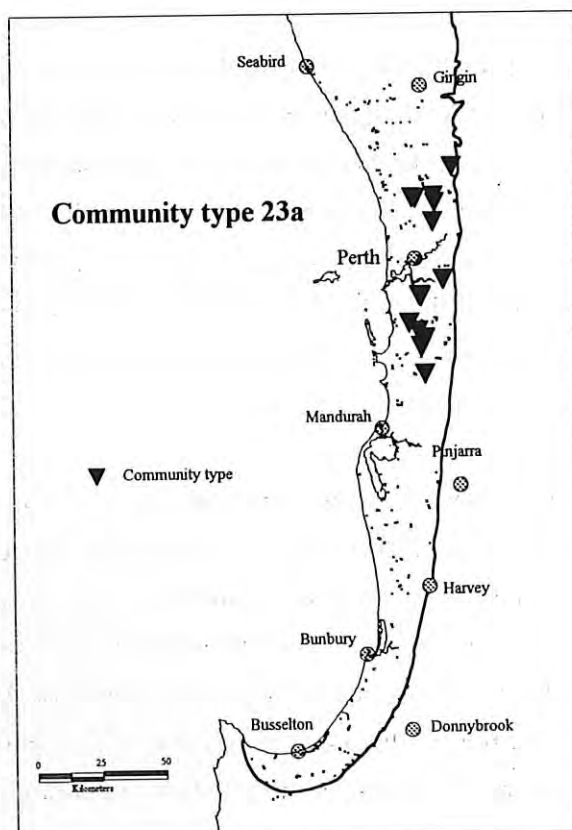 Seabird
Gingin
Community type 23a
Perth
Mandurah
Pinjarra
Community type
Harvey
Bunbury
Busselton
Donnybrook
0 25 50
Kilometers